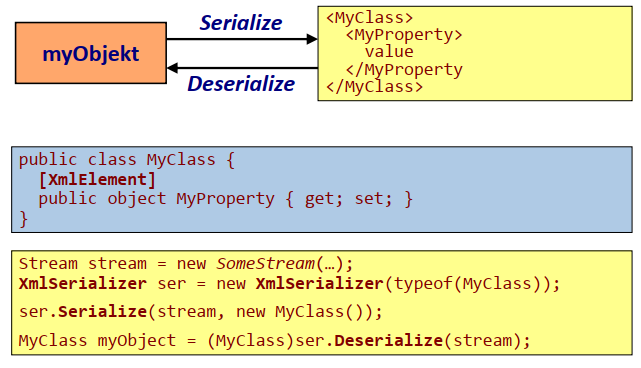 Serialize
myObjekt
Deserialize
<MyClass>
  <MyProperty>
    value
  </MyProperty
</MyClass>
public class MyClass {
  [XmlElement]
  public object MyProperty { get; set; }
}
Stream stream = new SomeStream(…);
XmlSerializer ser = new XmlSerializer(typeof(MyClass));
ser.Serialize(stream, new MyClass());
MyClass myObject = (MyClass)ser.Deserialize(stream);